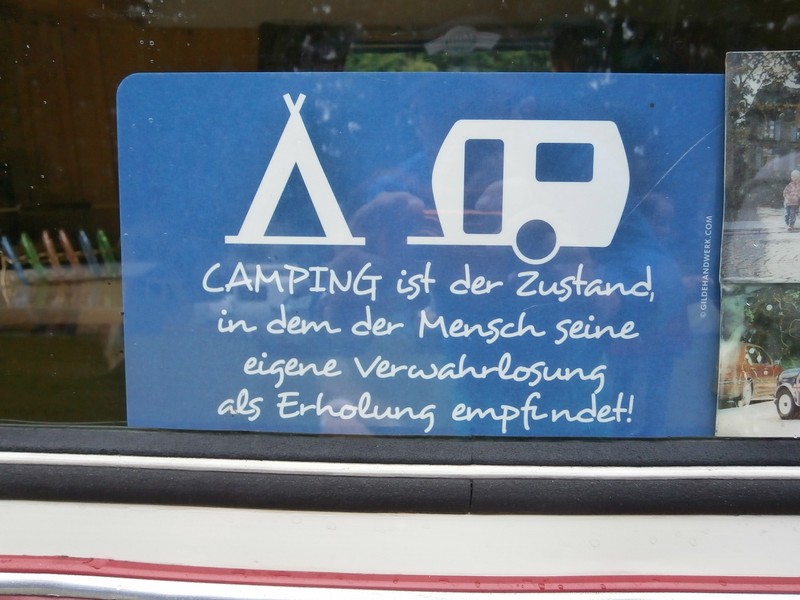 CAMPING ist der Zustand,
in dem der Mensch seine
eigene Verwahrlosung
als Erholung empfindet!
© GILDEHANDWERK.COM